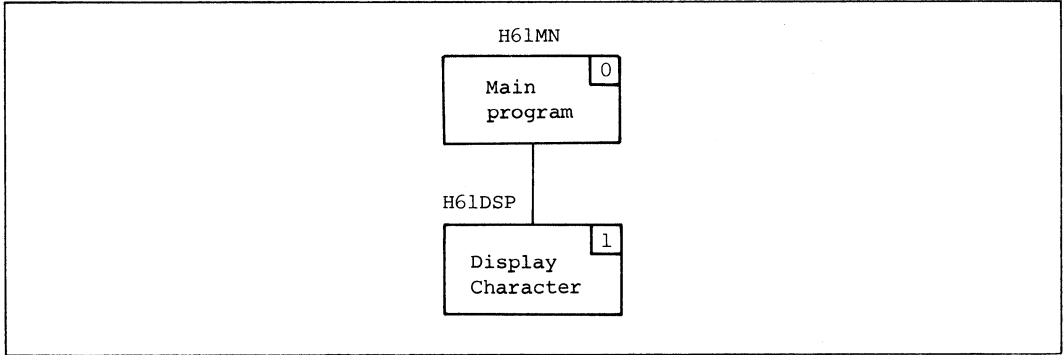 H61MN
0
Main
program
H61DSP
1
Display
Character